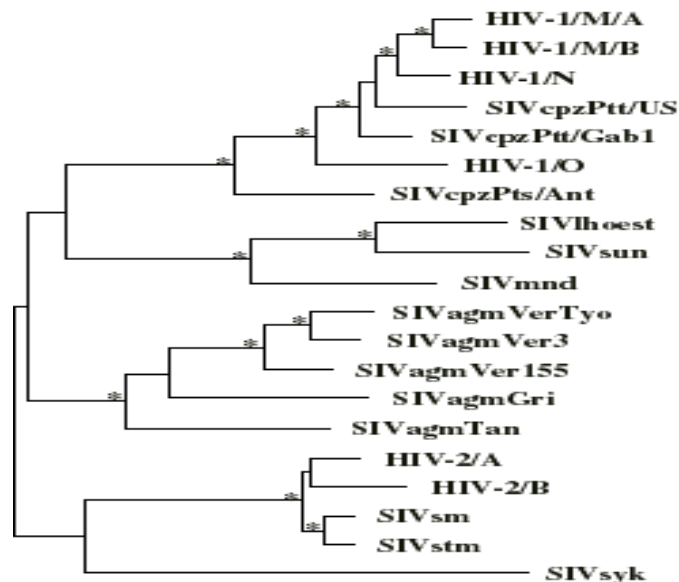 HIV-1/M/A
*
HIV-1/M/B
*
HIV-1/N
*
SIVcpzPtt/US
SIVcpzPtt/Gab1
*
HIV-1/O
*
SIVcpzPts/Ant
SIVlhoest
*
SIVsun
*
SIVmnd
SIVagmVerTyo
*
SIVagmVer3
*
SIVagmVer155
*
SIVagmGri
SIVagmTan
HIV-2/A
HIV-2/B
*
SIVsm
*
SIVstm
SIVsyk